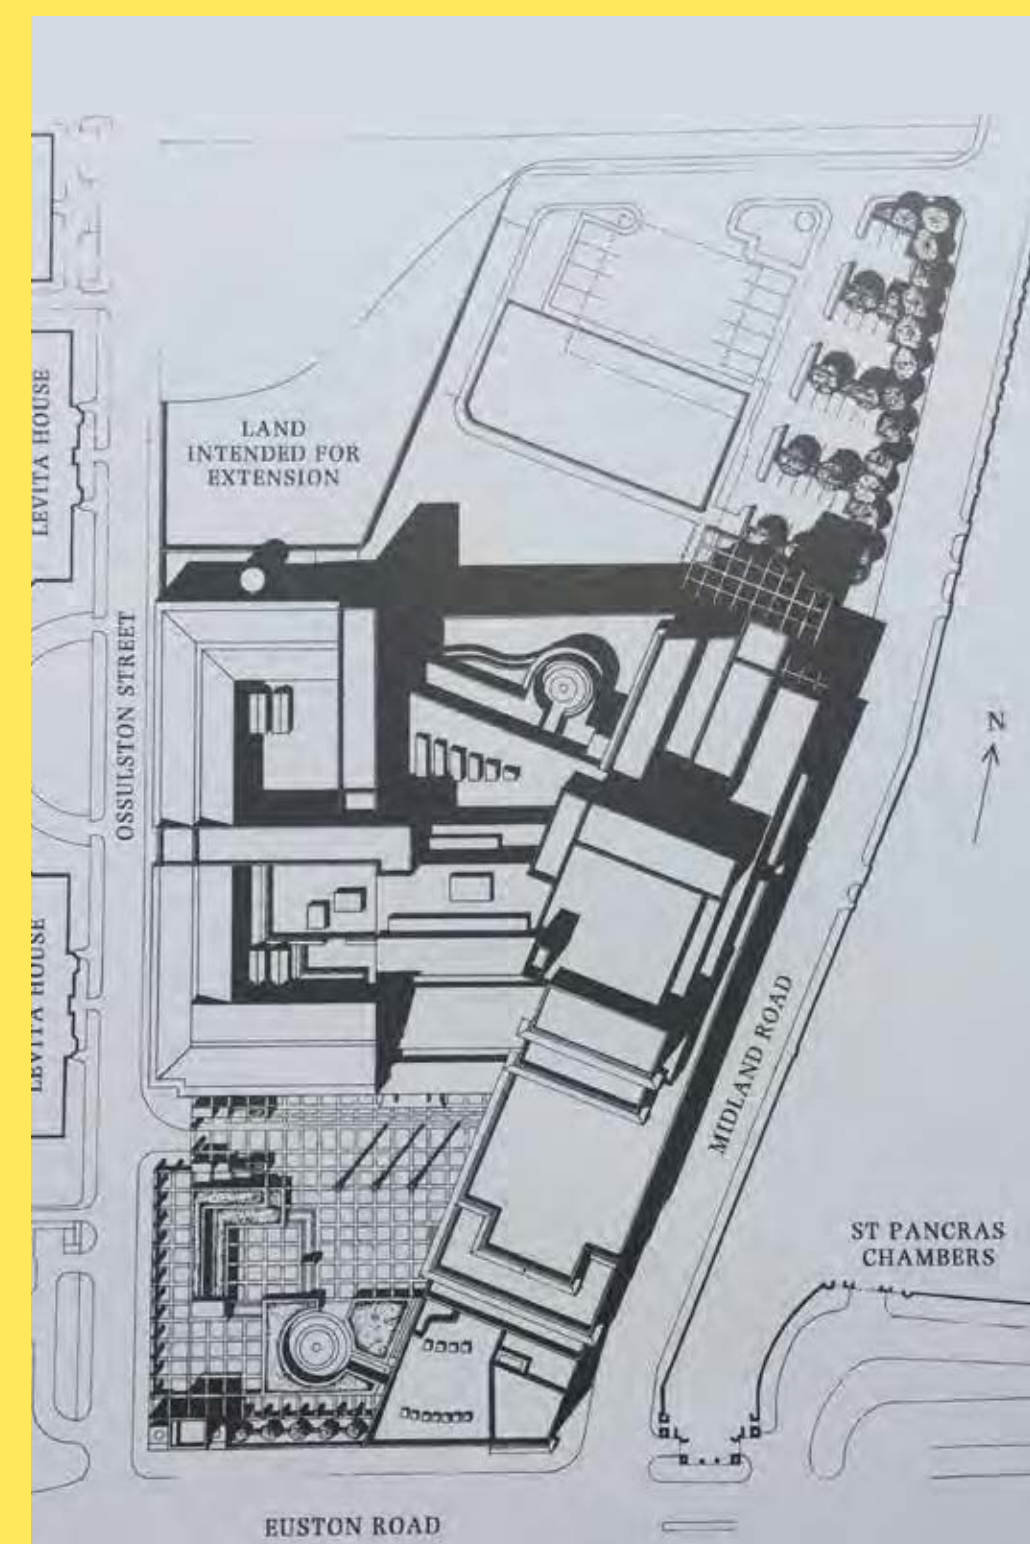 LAND
INTENDED FOR
EXTENSION
LEVITA HOUSE
OSSULSTON STREET
N
LEVITA HOUSE
MIDLAND ROAD
ST PANCRAS
CHAMBERS
EUSTON ROAD